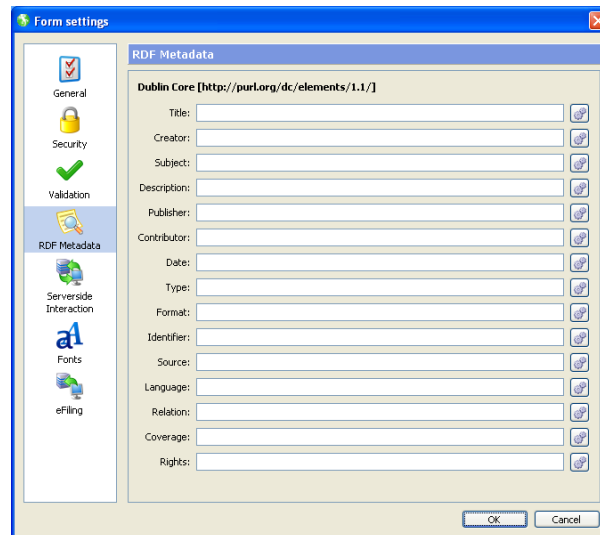 Form settings
General
Security
Validation
RDF Metadata
Serverside
Interaction
Fonts
eFiling
RDF Metadata
Dublin Core [http://purl.org/dc/elements/1.1/]
Title:
Creator:
Subject:
Description:
Publisher:
Contributor:
Date:
Type:
Format:
Identifier:
Source:
Language:
Relation:
Coverage:
Rights:
OK
Cancel